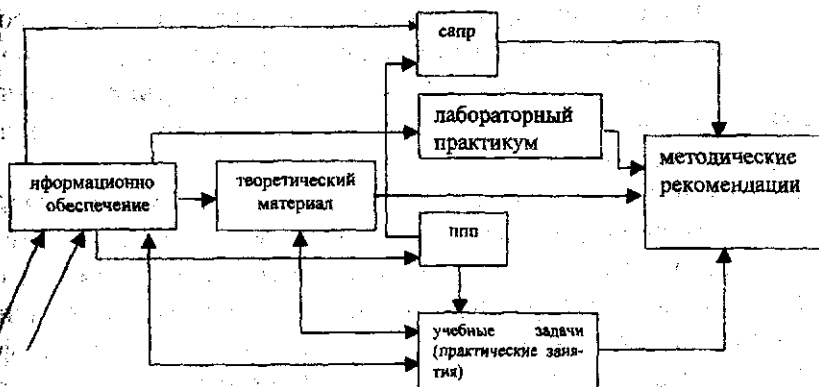 сапр
лабораторный
практикум
методические
рекомендации
нформационно
обеспечение
теоретический
материал
ппп
учебные задачи
(практические заня-
тия)